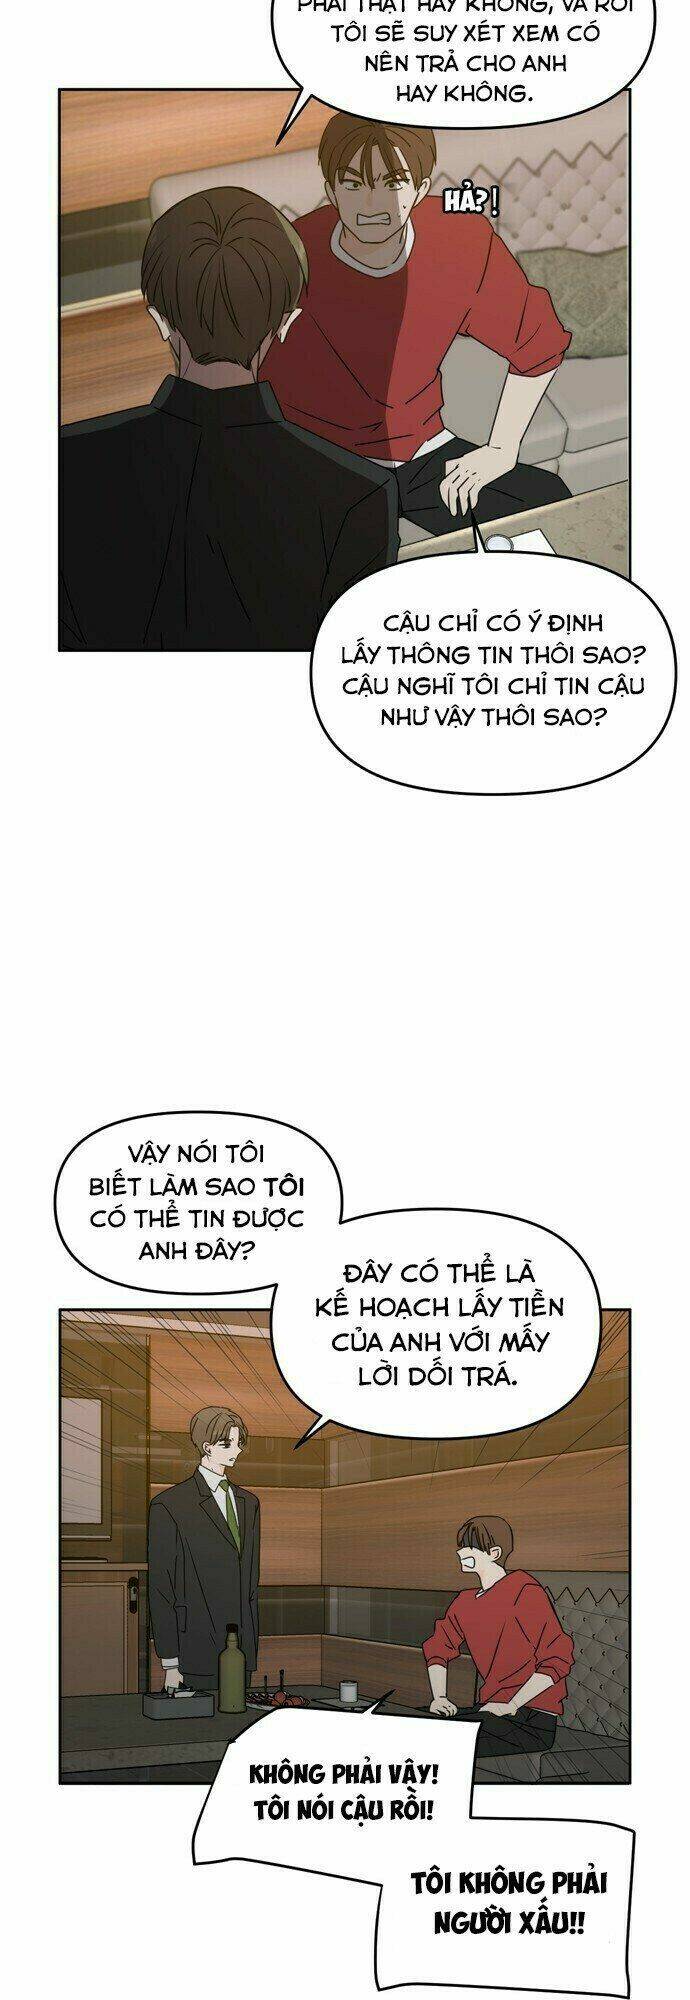 PHẢI THẬT HAY KHÔNG, VÀ RỒI
TÔI SẼ SUY XÉT XEM CÓ
NÊN TRẢ CHO ANH
HAY KHÔNG.
HẢ?!
CẬU CHỈ CÓ Ý ĐỊNH
LẤY THÔNG TIN THÔI SAO?
CẬU NGHĨ TÔI CHỈ TIN CẬU
NHƯ VẬY THÔI SAO?
VẬY NÓI TÔI
BIẾT LÀM SAO TÔI
CÓ THỂ TIN ĐƯỢC
ANH ĐÂY?
ĐÂY CÓ THỂ LÀ
KẾ HOẠCH LẤY TIỀN
CỦA ANH VỚI MẤY
LỜI DỐI TRÁ.
KHÔNG PHẢI VẬY!
TÔI NÓI CẬU RỒI!
TÔI KHÔNG PHẢI
NGƯỜI XẤU!!